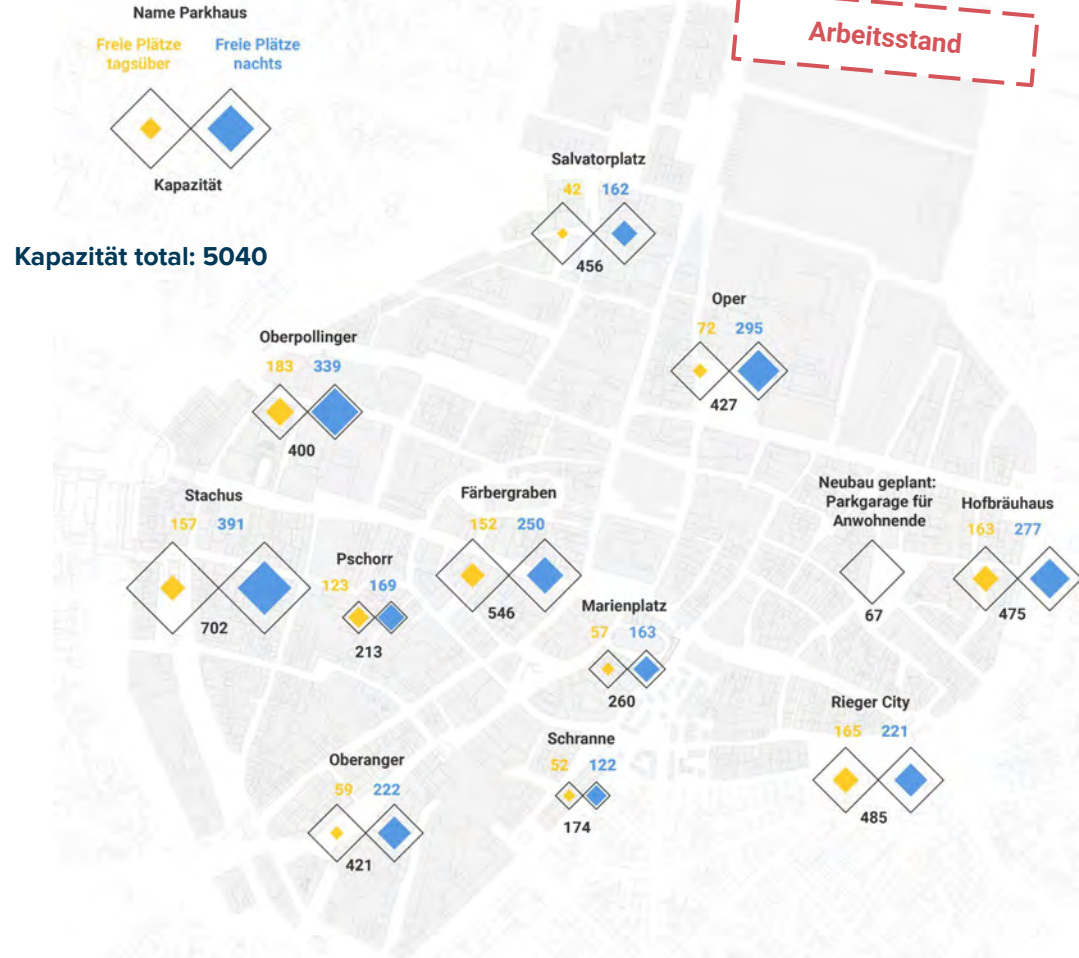 Name Parkhaus
Freie Plätze
tagsüber
Freie Plätze
nachts
Kapazität
Arbeitsstand
Kapazität total: 5040
Salvatorplatz
42 162
456
Oper
72 295
427
Oberpollinger
183 339
400
Stachus
157 391
702
Pschorr
123 169
213
Färbergraben
152 250
546
Marienplatz
57 163
260
Neubau geplant:
Parkgarage für
Anwohnende
67
Hofbräuhaus
163 277
475
Rieger City
165 221
485
Schranne
52 122
174
Oberanger
59 222
421